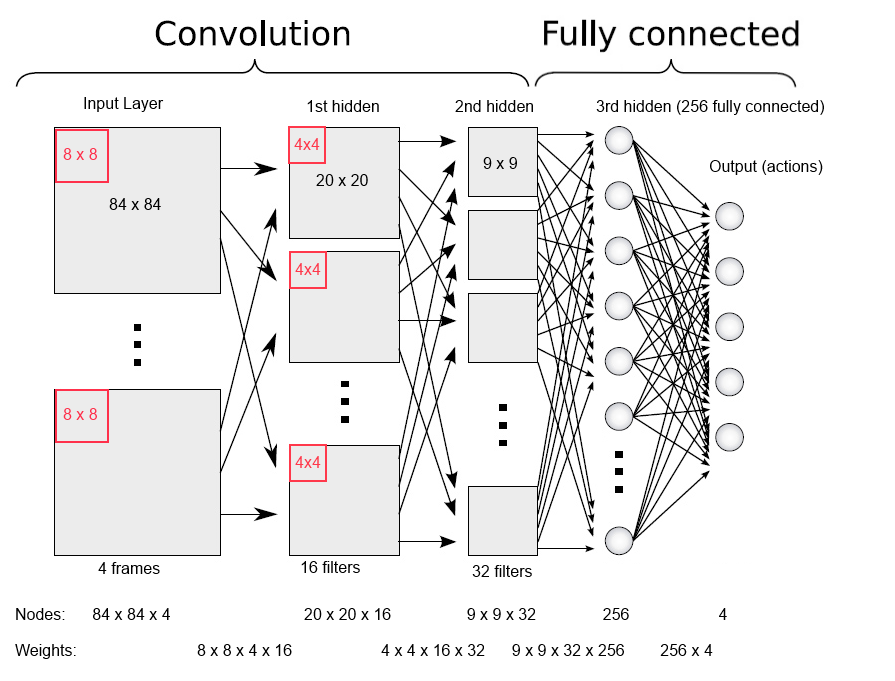 Convolution
Fully connected
Input Layer
1st hidden
2nd hidden
3rd hidden (256 fully connected)
Output (actions)
8 x 8
84 x 84
4x4
20 x 20
9 x 9
4x4
8 x 8
4x4
4 frames
16 filters
32 filters
Nodes: 84 x 84 x 4 20 x 20 x 16 9 x 9 x 32 256 4
Weights: 8 x 8 x 4 x 16 4 x 4 x 16 x 32 9 x 9 x 32 x 256 256 x 4